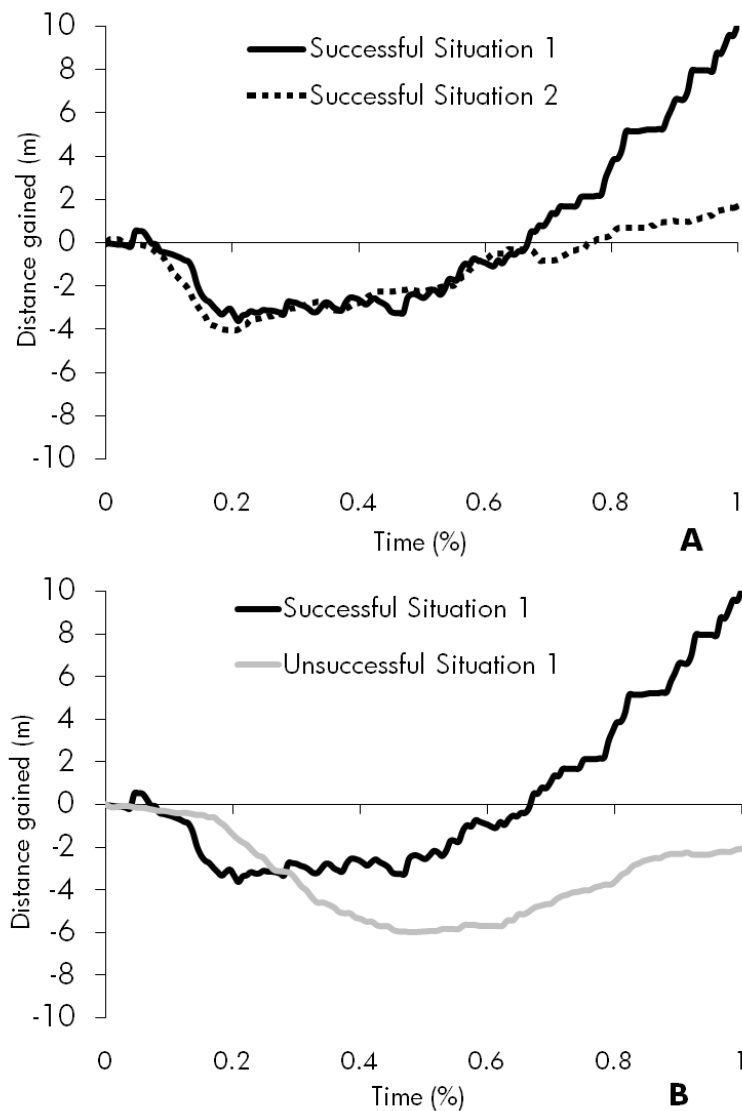 10
Successful Situation 1
8
Successful Situation 2
6
4
2
0
-2
-4
-6
-8
-10
Distance gained (m)
0 0.2 0.4 0.6 0.8 1
Time (%)
A
10
Successful Situation 1
8
Unsuccessful Situation 1
6
4
2
0
-2
-4
-6
-8
-10
Distance gained (m)
0 0.2 0.4 0.6 0.8 1
Time (%)
B